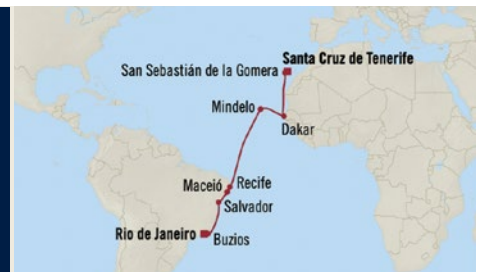 Santa Cruz de Tenerife
San Sebastián de la Gomera
Mindelo
Dakar
Maceió
Recife
Salvador
Rio de Janeiro
Buzios